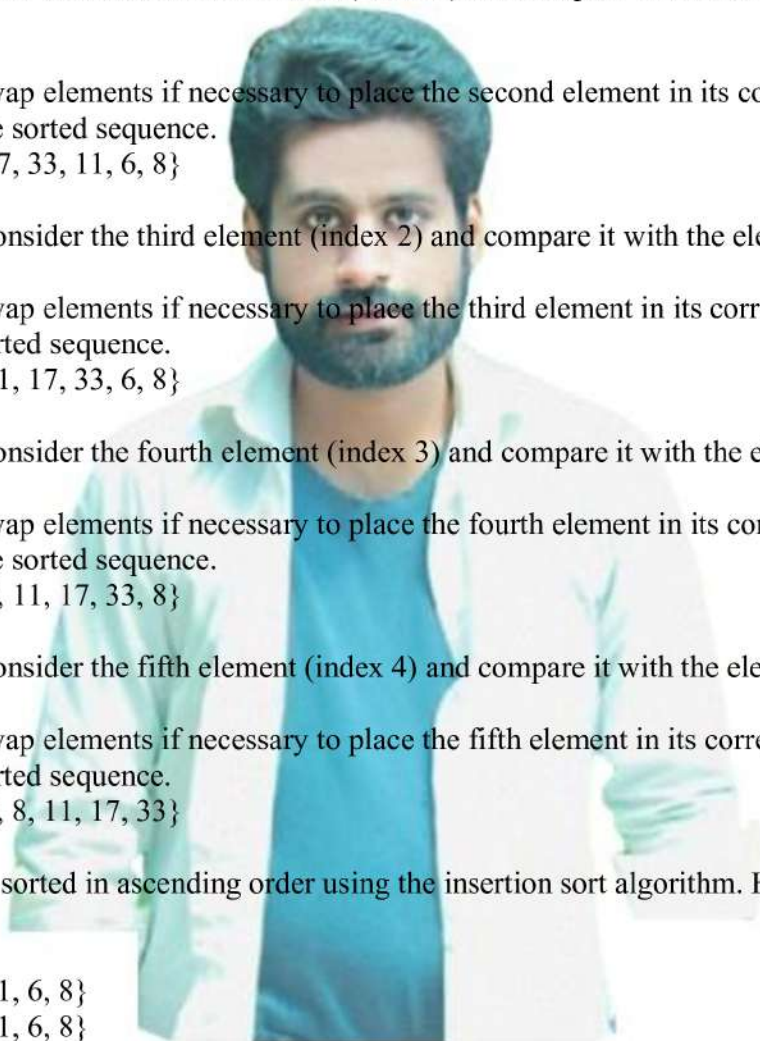 ap elements if necessary to place the second element in its co
sorted sequence.
7, 33, 11, 6, 8}
onsider the third element (index 2) and compare it with the ele
ap elements if necessary to place the third element in its corr
ted sequence.
1, 17, 33, 6, 8}
onsider the fourth element (index 3) and compare it with the e
ap elements if necessary to place the fourth element in its cor
sorted sequence.
, 11, 17, 33, 8}
onsider the fifth element (index 4) and compare it with the ele
ap elements if necessary to place the fifth element in its corre
ted sequence.
, 8, 11, 17, 33}
sorted in ascending order using the insertion sort algorithm.
1, 6, 8}
1, 6, 8}